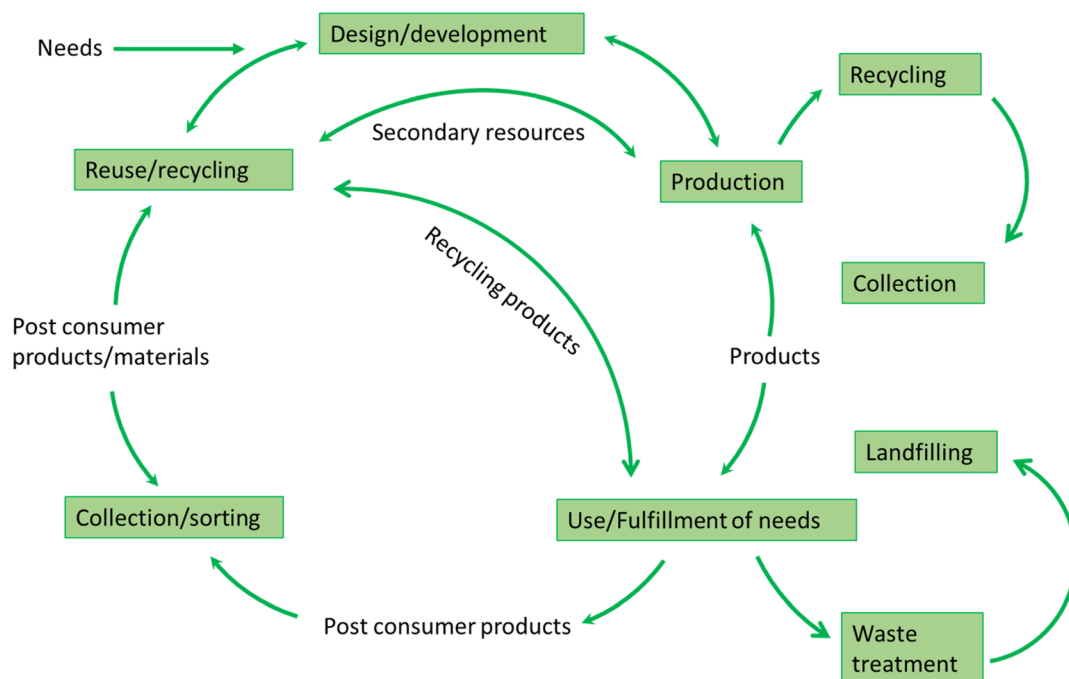 Needs
Design/development
Recycling
Secondary resources
Reuse/recycling
Production
Recycling products
Collection
Post consumer
products/materials
Products
Landfilling
Collection/sorting
Use/Fulfillment of needs
Post consumer products
Waste
treatment